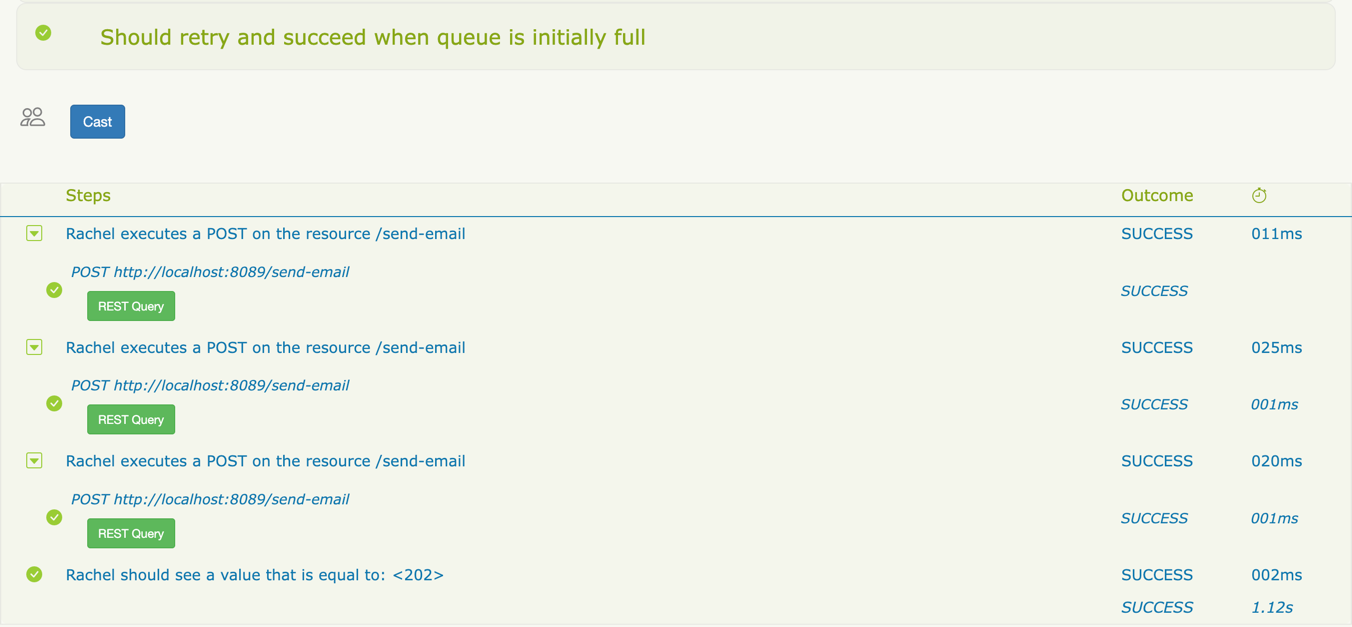 Should retry and succeed when queue is initially full
Cast
Steps Outcome
Rachel executes a POST on the resource /send-email SUCCESS 011ms
POST http://localhost:8089/send-email
REST Query SUCCESS
Rachel executes a POST on the resource /send-email SUCCESS 025ms
POST http://localhost:8089/send-email
REST Query SUCCESS 001ms
Rachel executes a POST on the resource /send-email SUCCESS 020ms
POST http://localhost:8089/send-email
REST Query SUCCESS 001ms
Rachel should see a value that is equal to: <202> SUCCESS 002ms
SUCCESS 1.12s